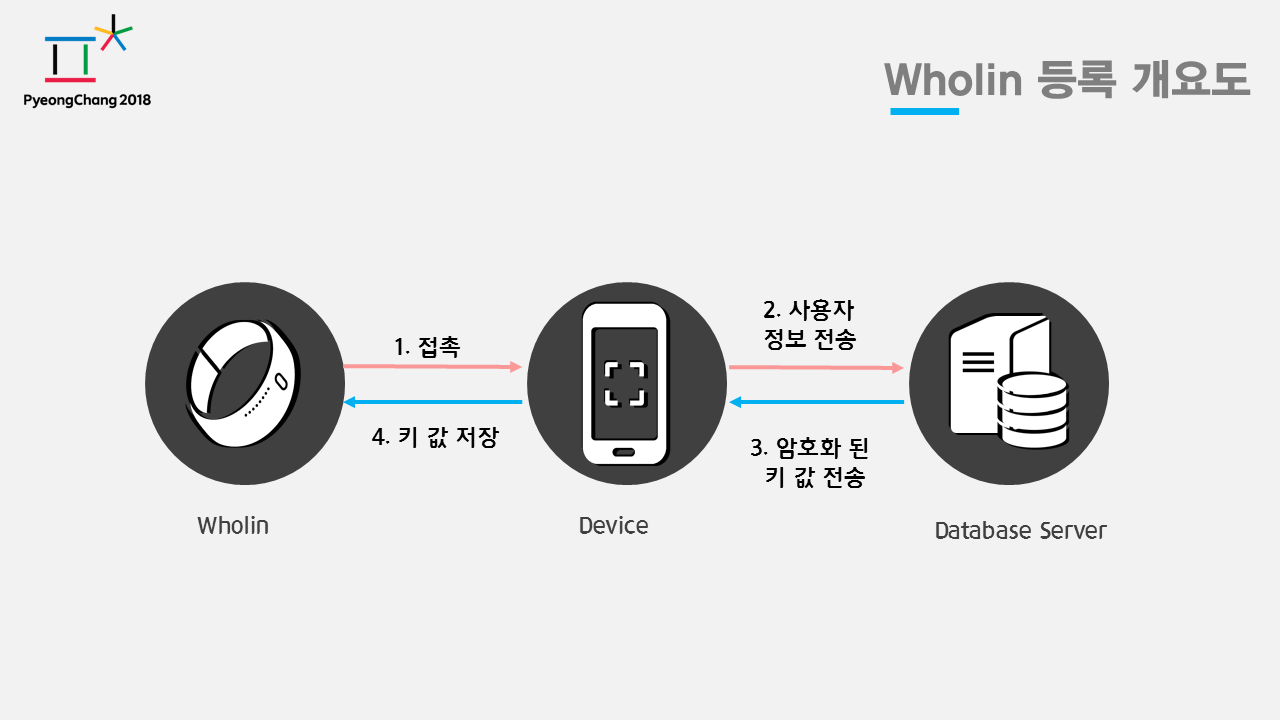 PyeongChang 2018
Wholin 등록 개요도
1. 접촉
2. 사용자
정보 전송
4. 키 값 저장
3. 암호화 된
키 값 전송
Wholin
Device
Database Server